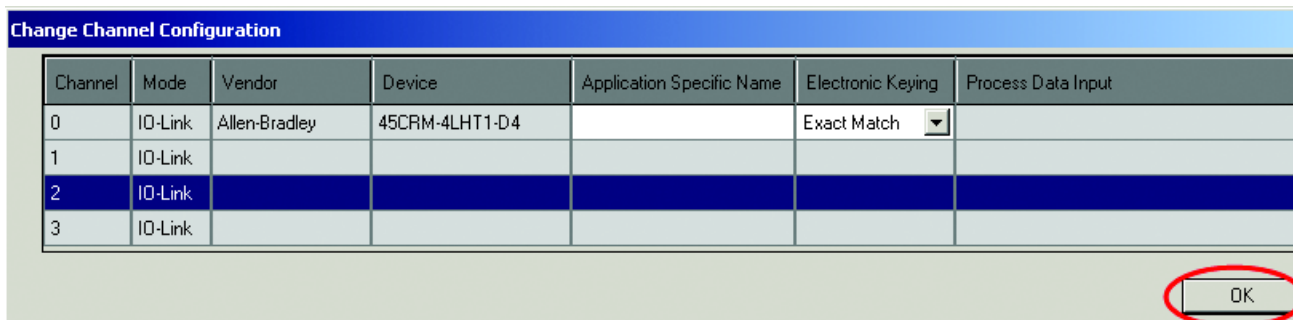 Change Channel Configuration
Channel Mode Vendor Device Application Specific Name Electronic Keying Process Data Input
0 IO-Link Allen-Bradley 45CRM-4LHT1-D4 Exact Match
1 IO-Link
2 IO-Link
3 IO-Link
OK